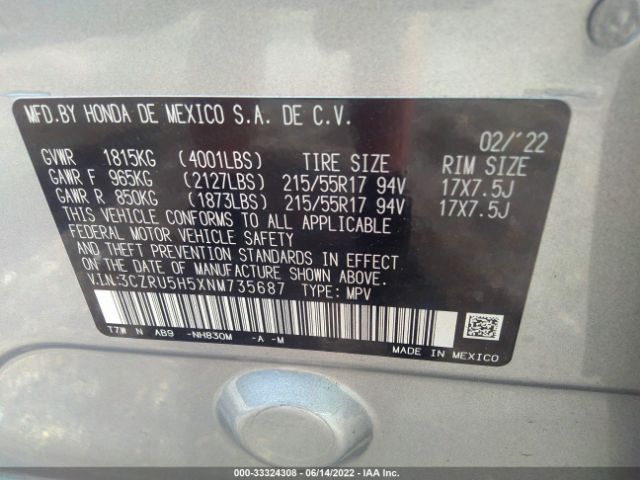 MFD.BY HONDA DE MEXICO S.A. DE C.V.
02/'22
GVWR 1815KG (4001LBS) TIRE SIZE RIM SIZE
GAWR F 965KG (2127LBS) 215/55R17 94V 17X7.5J
GAWR R 850KG (1873LBS) 215/55R17 94V 17X7.5J
THIS VEHICLE CONFORMS TO ALL APPLICABLE
FEDERAL MOTOR VEHICLE SAFETY
AND THEFT PREVENTION STANDARDS IN EFFECT
ON THE DATE OF MANUFACTURE SHOWN ABOVE.
V.I.N:3CZRU5H5XNM735687 TYPE: MPV
T7W N AB9 -NH830M -A -M
MADE IN MEXICO
000-33324308 - 06/14/2022 - IAA Inc.